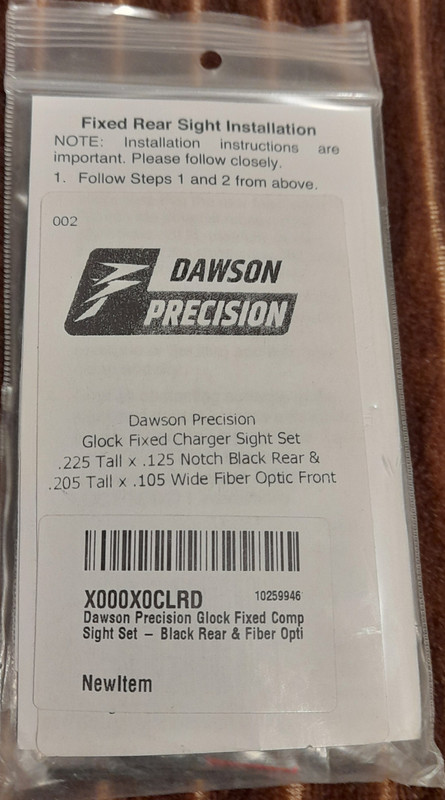 Fixed Rear Sight Installation
NOTE: Installation instructions are
important. Please follow closely.
1. Follow Steps 1 and 2 from above.
002
DAWSON
PRECISION
Dawson Precision
Glock Fixed Charger Sight Set
.225 Tall x .125 Notch Black Rear &
.205 Tall x .105 Wide Fiber Optic Front
X000X0CLRD 10259946
Dawson Precision Glock Fixed Comp
Sight Set – Black Rear & Fiber Opti
NewItem